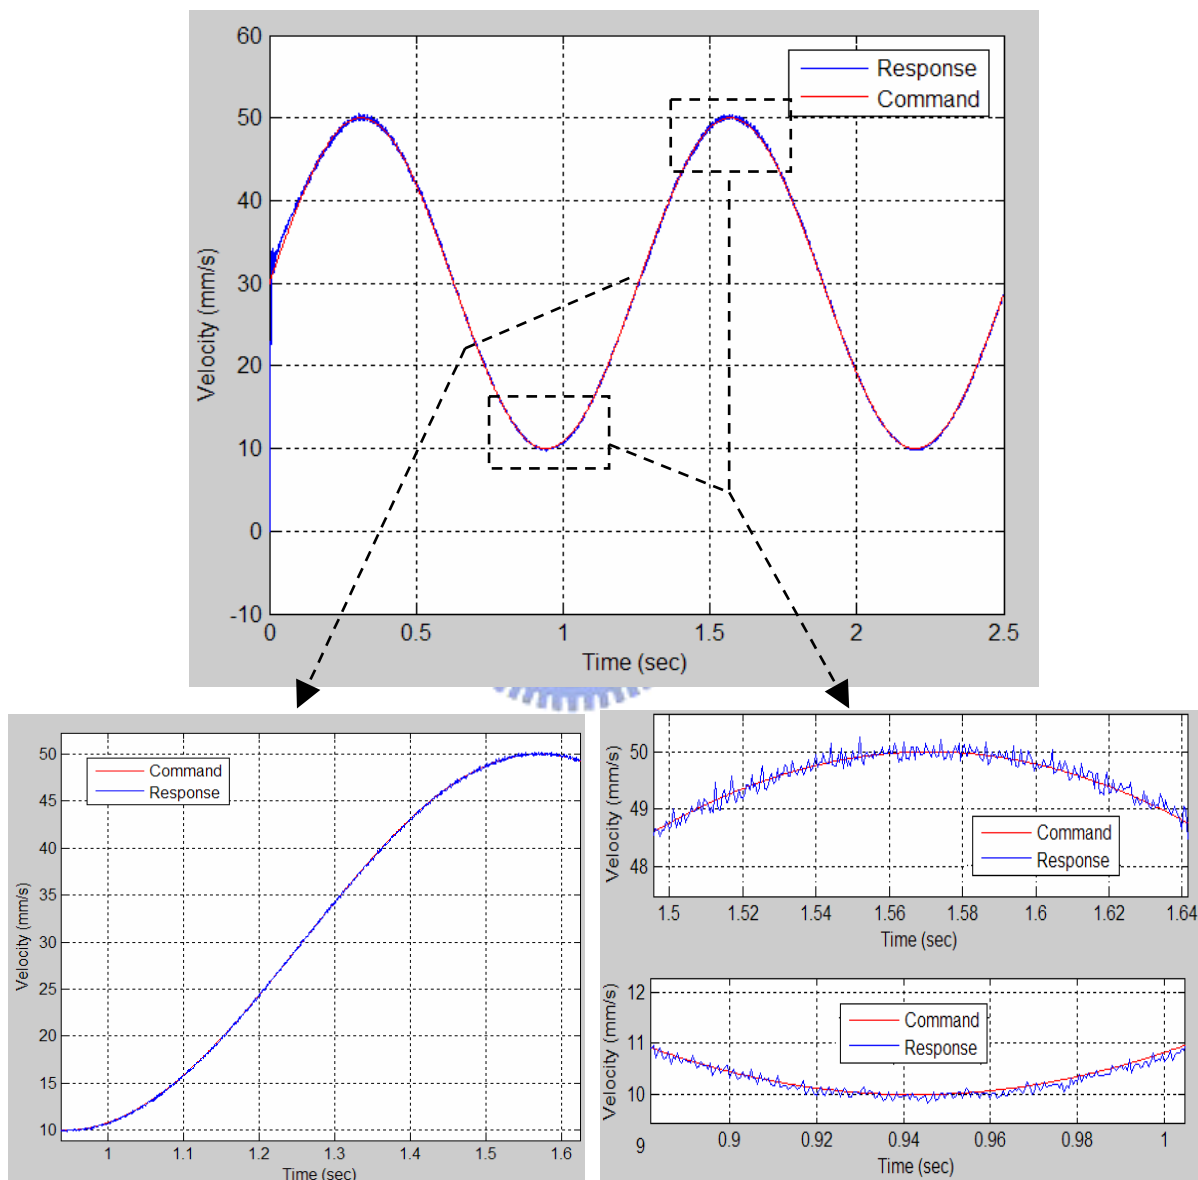 60
50
40
30
20
10
0
-10
Velocity (mm/s)
Response
Command
0 0.5 1 1.5 2 2.5
Time (sec)
50
45
40
35
30
25
20
15
10
Velocity (mm/s)
Command
Response
1 1.1 1.2 1.3 1.4 1.5 1.6
Time (sec)
50
49
48
Velocity (mm/s)
Command
Response
1.5 1.52 1.54 1.56 1.58 1.6 1.62 1.64
Time (sec)
12
11
10
Velocity (mm/s)
Command
Response
9 0.9 0.92 0.94 0.96 0.98 1
Time (sec)